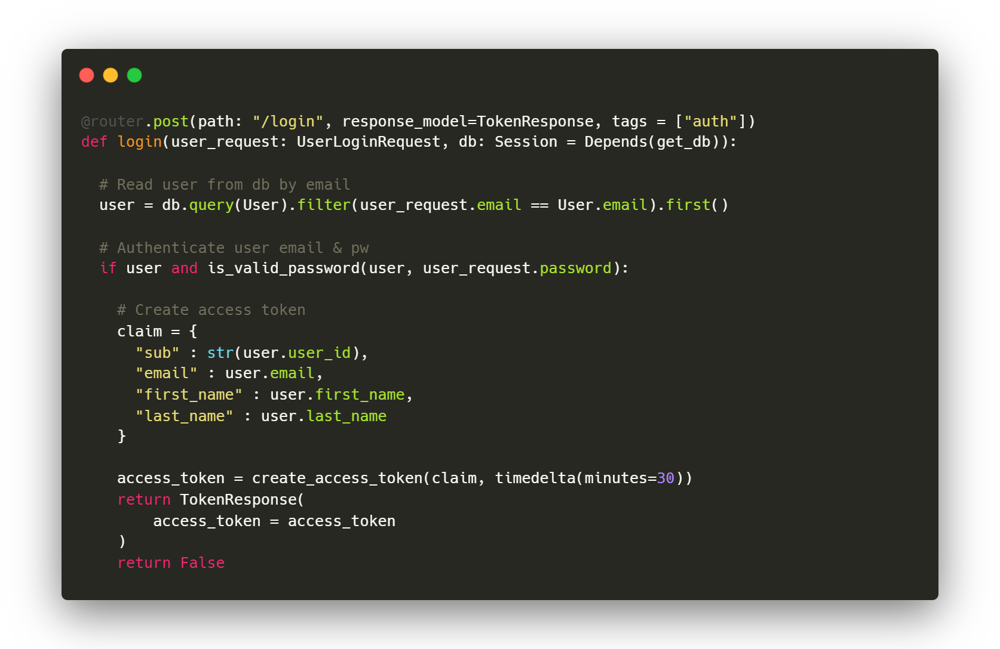 @router.post(path: "/login", response_model=TokenResponse, tags = ["auth"])
def login(user_request: UserLoginRequest, db: Session = Depends(get_db)):
# Read user from db by email
user = db.query(User).filter(user_request.email == User.email).first()
# Authenticate user email & pw
if user and is_valid_password(user, user_request.password):
# Create access token
claim = {
"sub" : str(user.user_id),
"email" : user.email,
"first_name" : user.first_name,
"last_name" : user.last_name
}
access_token = create_access_token(claim, timedelta(minutes=30))
return TokenResponse(
access_token = access_token
)
return False